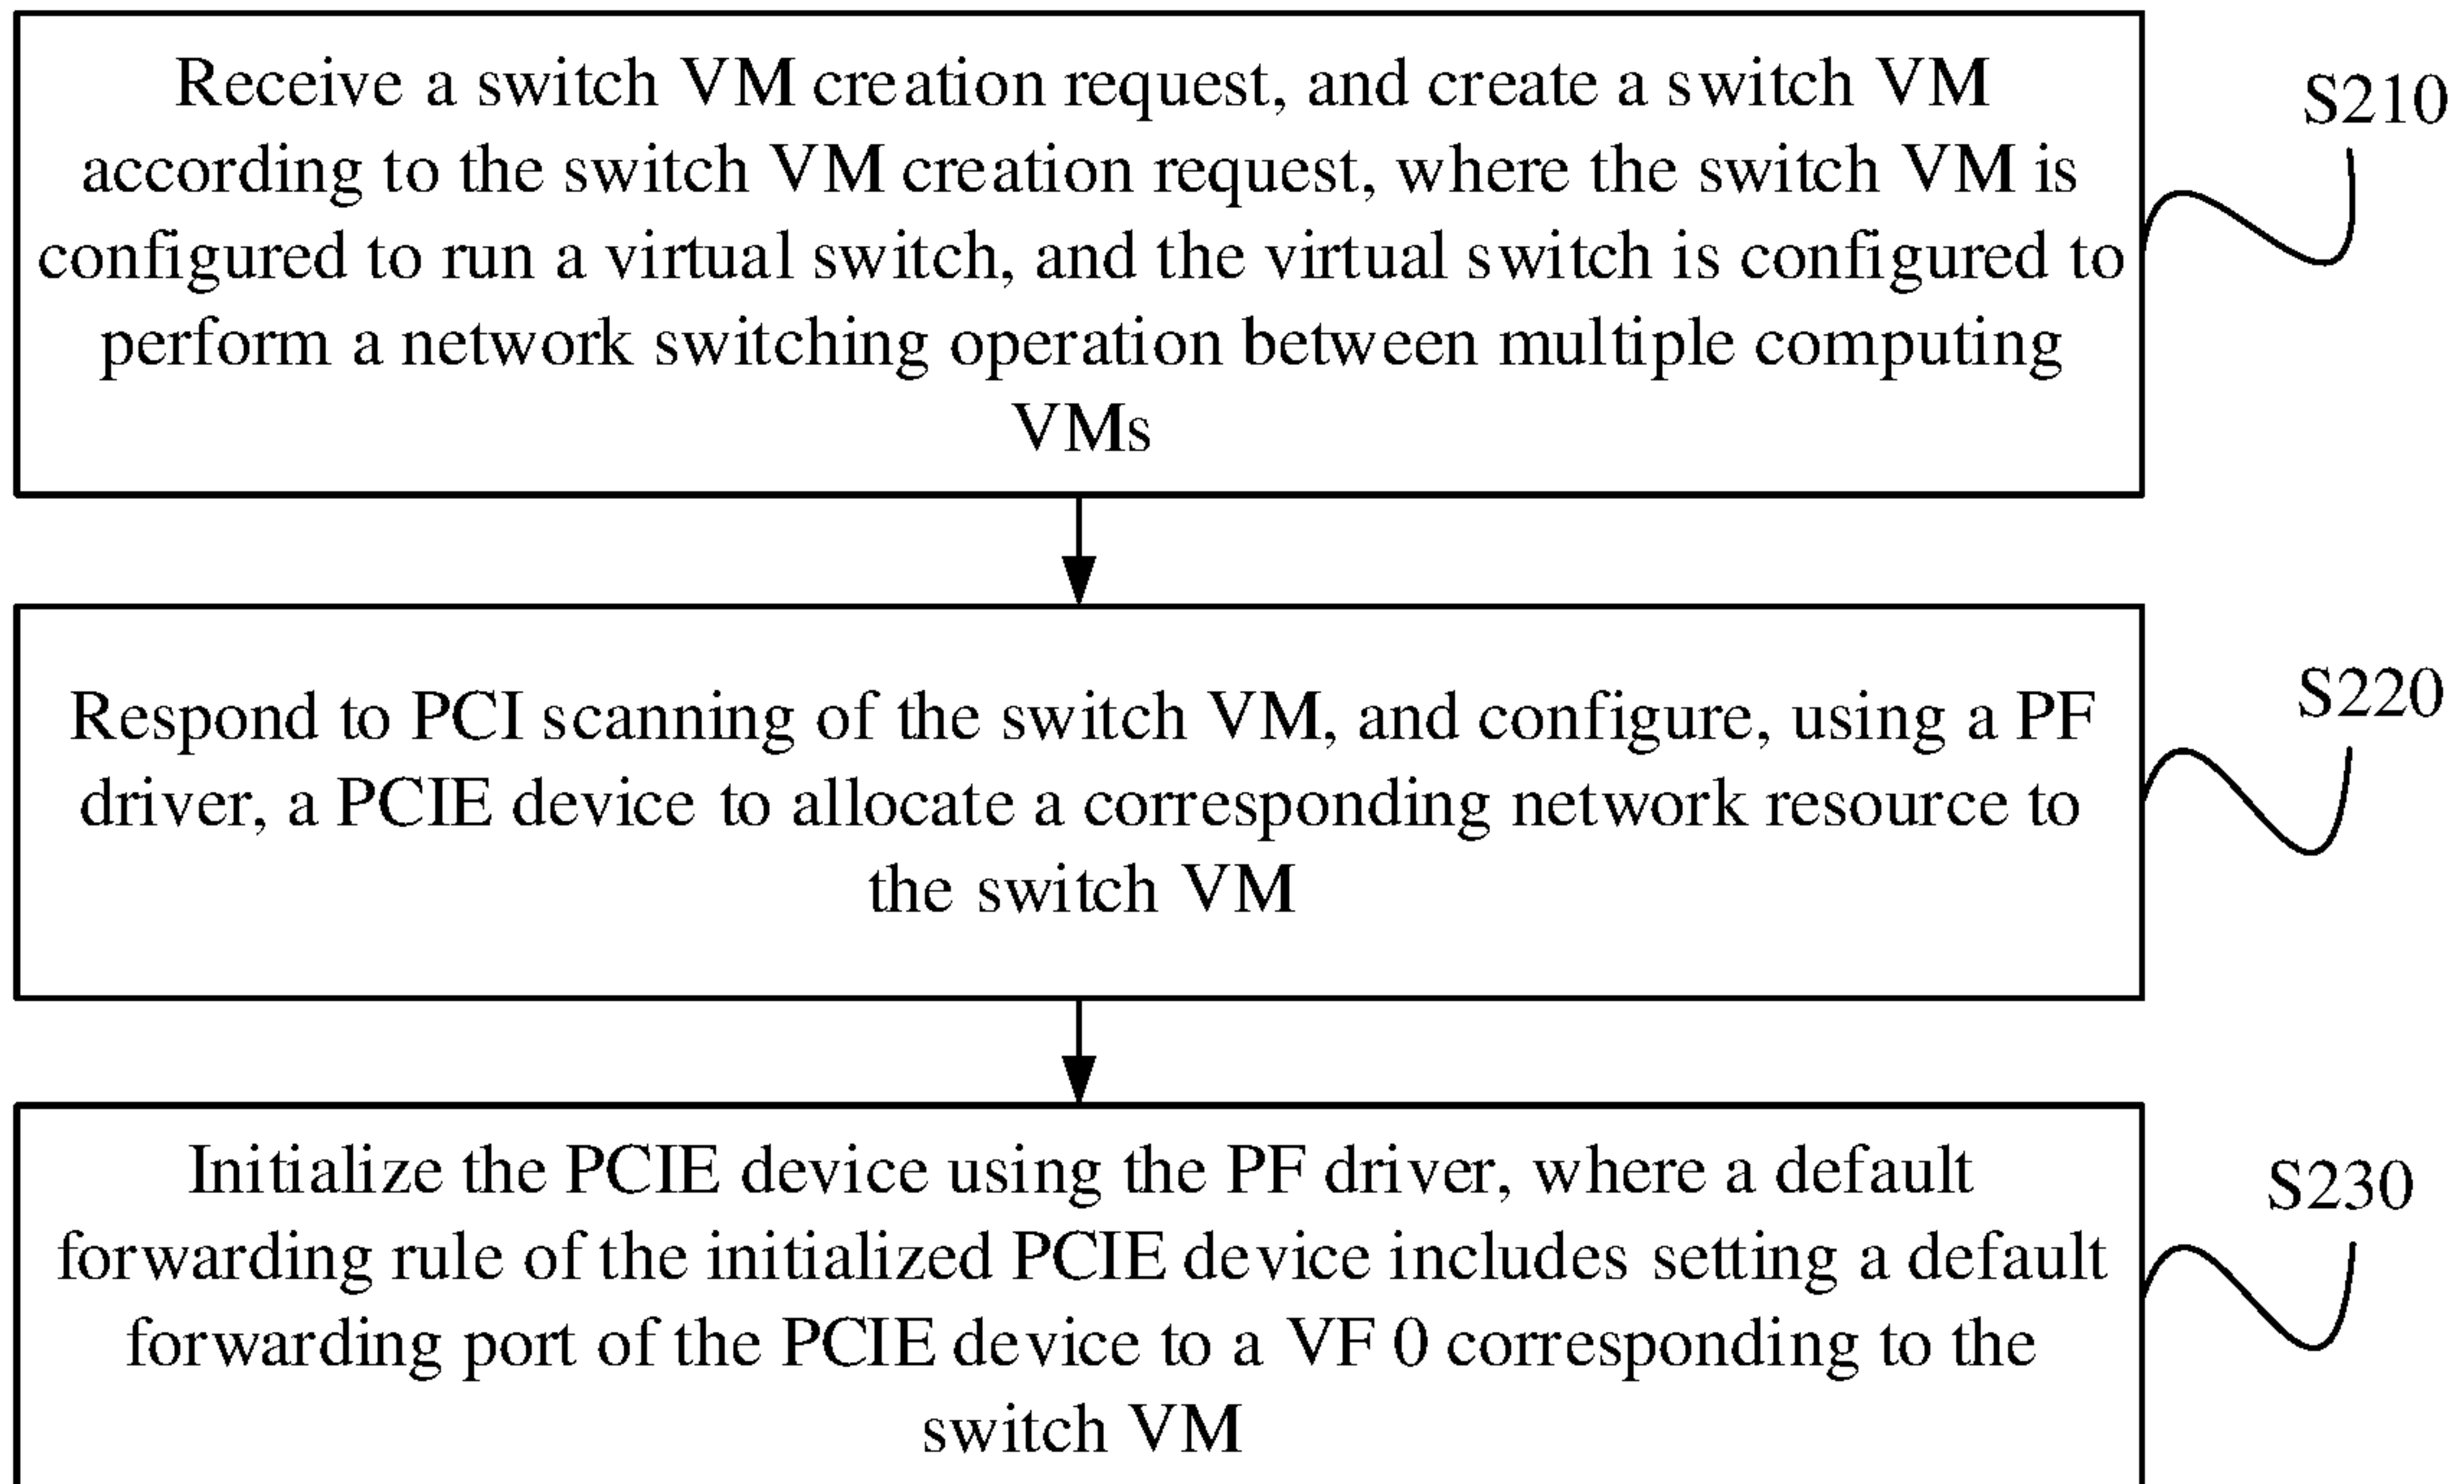 Receive a switch VM creation request, and create a switch VM
according to the switch VM creation request, where the switch VM is
configured to run a virtual switch, and the virtual switch is configured to
perform a network switching operation between multiple computing
VMs
S210
Respond to PCI scanning of the switch VM, and configure, using a PF
driver, a PCIE device to allocate a corresponding network resource to
the switch VM
S220
Initialize the PCIE device using the PF driver, where a default
forwarding rule of the initialized PCIE device includes setting a default
forwarding port of the PCIE device to a VF 0 corresponding to the
switch VM
S230